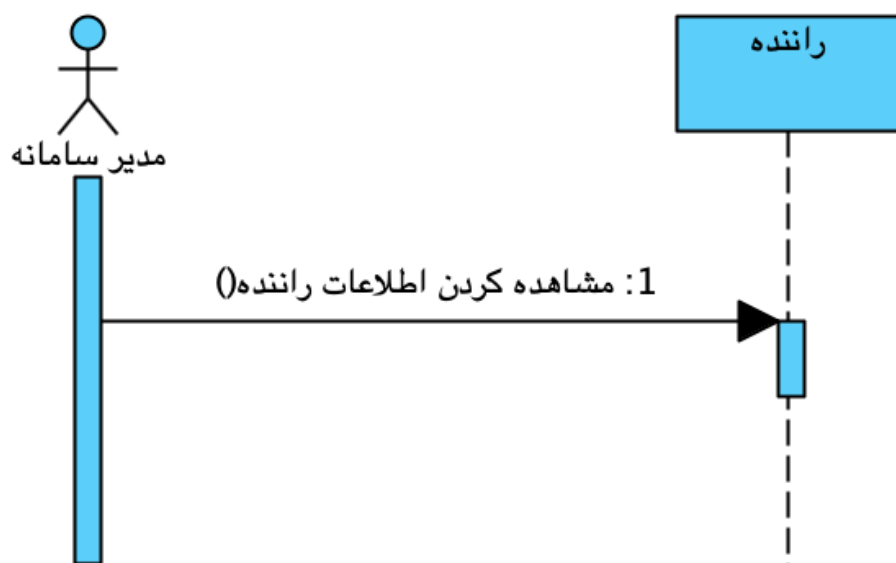 راننده
مدیر سامانه
1: مشاهده کردن اطلاعات راننده()